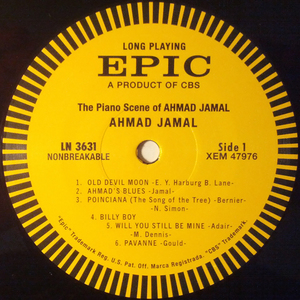 LONG PLAYING
EPIC
A PRODUCT OF CBS
The Piano Scene of AHMAD JAMAL
AHMAD JAMAL
LN 3631 Side 1
NONBREAKABLE XEM 47976
1. OLD DEVIL MOON -E. Y. Harburg B. Lane-
2. AHMAD'S BLUES -Jamal-
3. POINCIANA (The Song of the Tree) -Bernier-
N. Simon-
4. BILLY BOY
5. WILL YOU STILL BE MINE -Adair-
M. Dennis-
6. PAVANNE -Gould-
"Epic" Trademark Reg. U.S. Pat. Off. Marca Registrada. "CBS" Trademark.